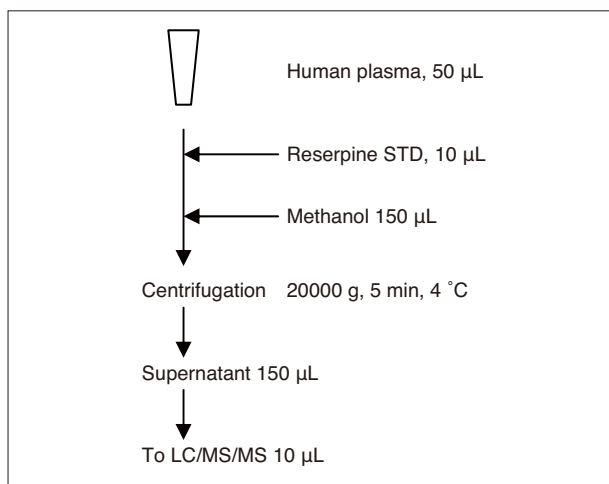 Human plasma, 50 µL
Reserpine STD, 10 µL
Methanol 150 µL
Centrifugation 20000 g, 5 min, 4 ˚C
Supernatant 150 µL
To LC/MS/MS 10 µL